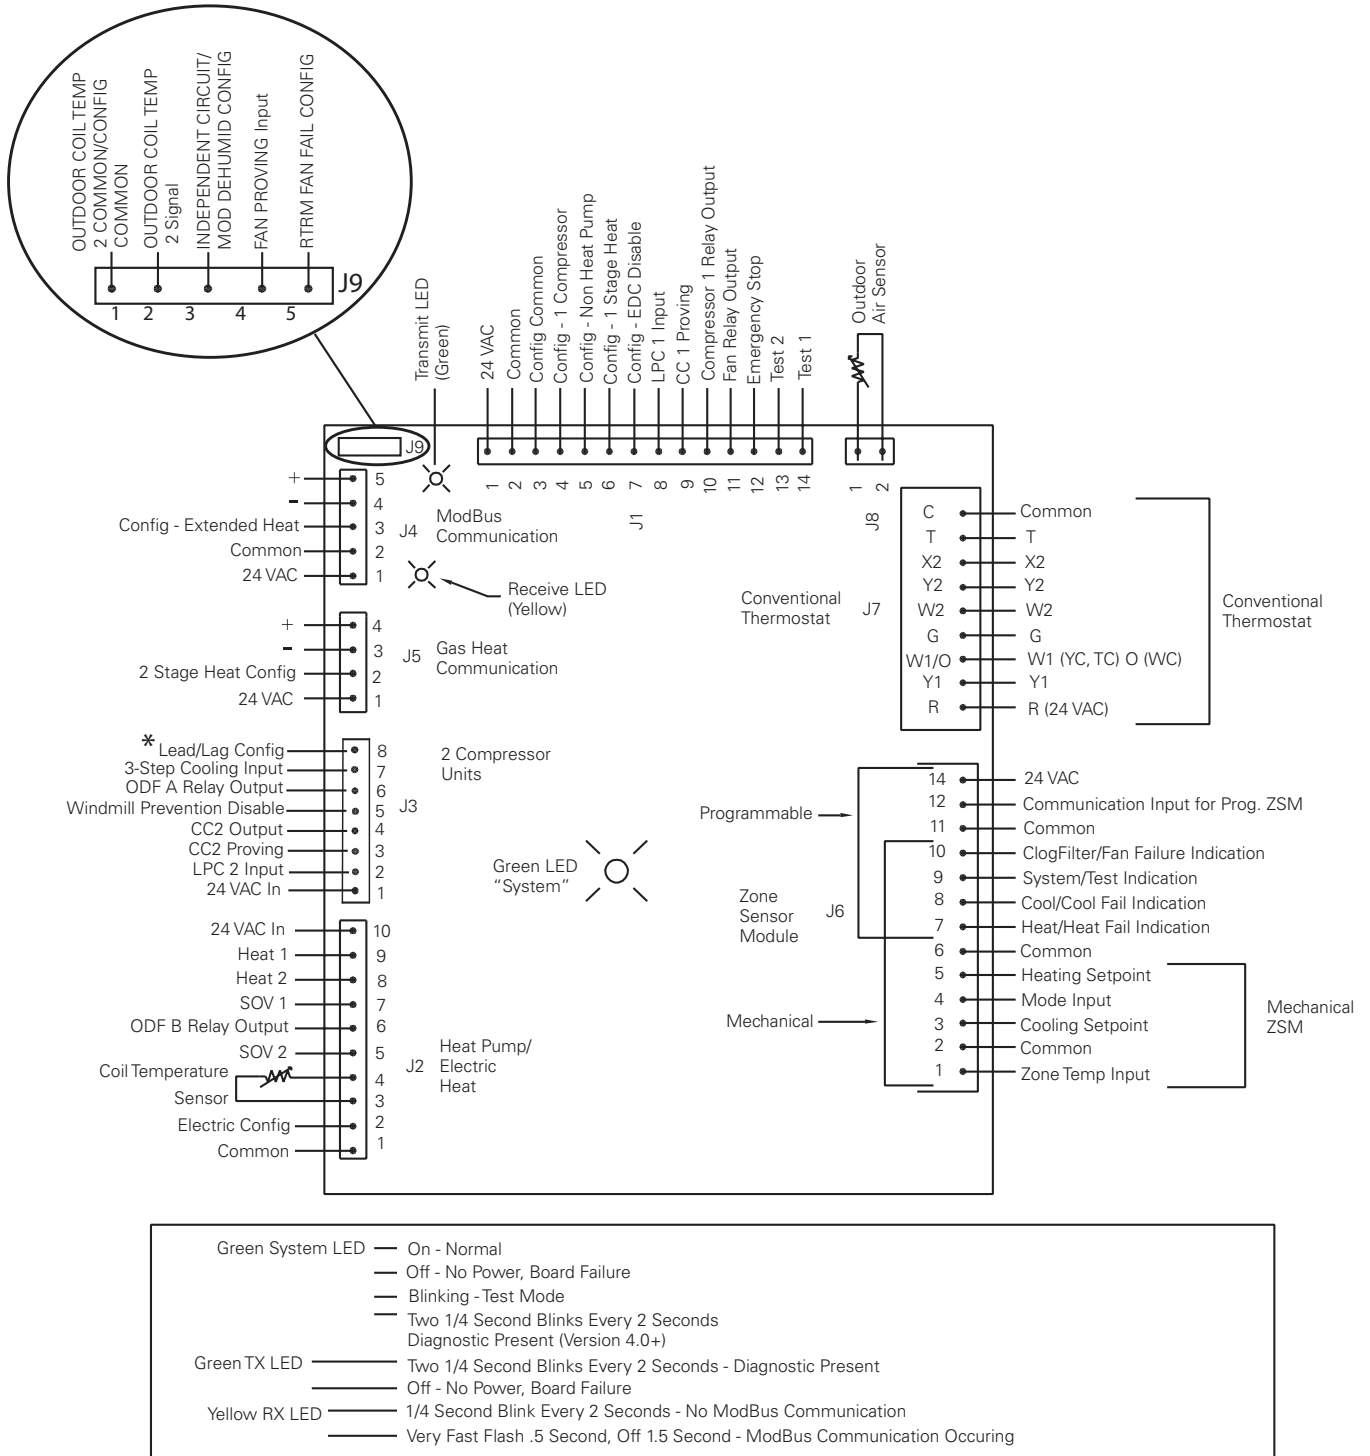 OUTDOOR COIL TEMP
2 COMMON/CONFIG
COMMON
OUTDOOR COIL TEMP
2 Signal
INDEPENDENT CIRCUIT/
MOD DEHUMID CONFIG
FAN PROVING Input
RTRM FAN FAIL CONFIG
J9
1 2 3 4 5
Transmit LED
(Green)
24 VAC
Common
Config Common
Config - 1 Compressor
Config - Non Heat Pump
Config - 1 Stage Heat
Config - EDC Disable
LPC 1 Input
CC 1 Proving
Compressor 1 Relay Output
Fan Relay Output
Emergency Stop
Test 2
Test 1
Outdoor
Air Sensor
J9
1 2 3 4 5 6 7 8 9 10 11 12 13 14
J1
1 2
J8
+ 5
- 4
Config - Extended Heat 3
Common 2
24 VAC 1
J4
ModBus
Communication
Receive LED
(Yellow)
+ 4
- 3
2 Stage Heat Config 2
24 VAC 1
J5
Gas Heat
Communication
*Lead/Lag Config 8
3-Step Cooling Input 7
ODF A Relay Output 6
Windmill Prevention Disable 5
CC2 Output 4
CC2 Proving 3
LPC 2 Input 2
24 VAC In 1
J3
2 Compressor
Units
Green LED
“System”
24 VAC In 10
Heat 1 9
Heat 2 8
SOV 1 7
ODF B Relay Output 6
SOV 2 5
Coil Temperature 4
Sensor 3
Electric Config 2
Common 1
J2
Heat Pump/
Electric
Heat
Conventional
Thermostat
J7
C Common
T T
X2 X2
Y2 Y2
W2 W2
G G
W1/O W1 (YC, TC) O (WC)
Y1 Y1
R R (24 VAC)
Conventional
Thermostat
Programmable
Zone
Sensor
Module
J6
Mechanical
14 24 VAC
12 Communication Input for Prog. ZSM
11 Common
10 ClogFilter/Fan Failure Indication
9 System/Test Indication
8 Cool/Cool Fail Indication
7 Heat/Heat Fail Indication
6 Common
5 Heating Setpoint
4 Mode Input
3 Cooling Setpoint
2 Common
1 Zone Temp Input
Mechanical
ZSM
Green System LED On - Normal
Off - No Power, Board Failure
Blinking - Test Mode
Two 1/4 Second Blinks Every 2 Seconds
Diagnostic Present (Version 4.0+)
Green TX LED Two 1/4 Second Blinks Every 2 Seconds - Diagnostic Present
Off - No Power, Board Failure
Yellow RX LED 1/4 Second Blink Every 2 Seconds - No ModBus Communication
Very Fast Flash .5 Second, Off 1.5 Second - ModBus Communication Occuring